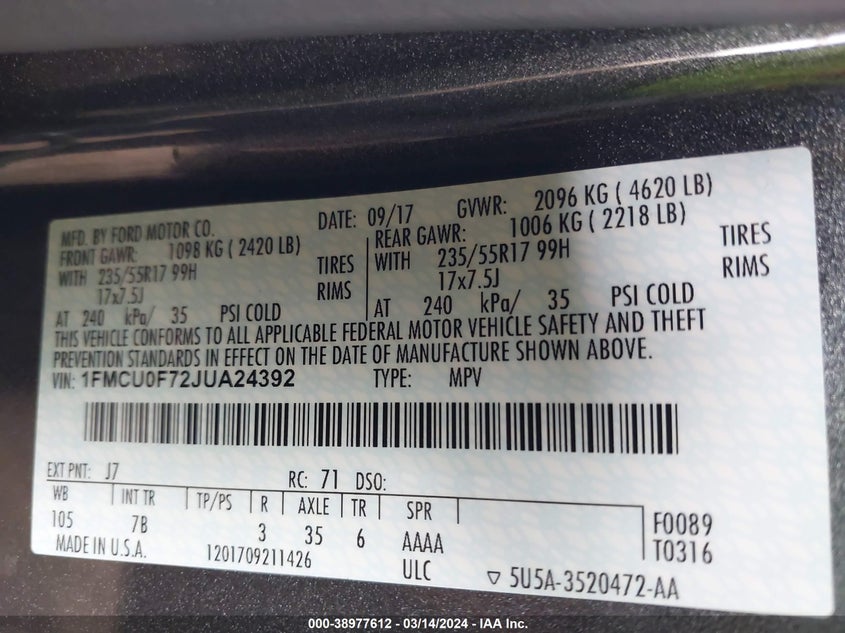 MFD. BY FORD MOTOR CO. DATE: 09/17 GVWR: 2096 KG ( 4620 LB)
FRONT GAWR: 1098 KG ( 2420 LB) REAR GAWR: 1006 KG ( 2218 LB)
WITH 235/55R17 99H TIRES WITH 235/55R17 99H TIRES
17x7.5J RIMS 17x7.5J RIMS
AT 240 kPa/ 35 PSI COLD AT 240 kPa/ 35 PSI COLD
THIS VEHICLE CONFORMS TO ALL APPLICABLE FEDERAL MOTOR VEHICLE SAFETY AND THEFT
PREVENTION STANDARDS IN EFFECT ON THE DATE OF MANUFACTURE SHOWN ABOVE.
VIN: 1FMCU0F72JUA24392 TYPE: MPV
EXT PNT: J7 RC: 71 DSO:
WB INT TR TP/PS R AXLE TR SPR
105 7B 3 35 6 AAAA F0089
MADE IN U.S.A. 1201709211426 ULC T0316
▽ 5U5A-3520472-AA
000-38977612 - 03/14/2024 - IAA Inc.